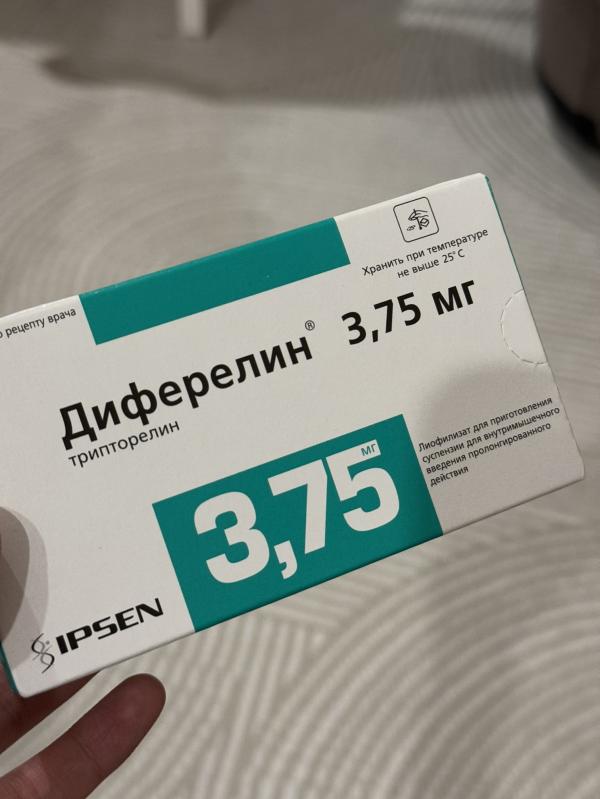 рецепту врача
Хранить при температуре
не выше 25°C
Диферелин® 3,75 мг
трипторелин
3,75 мг
Лиофилизат для приготовления
суспензии для внутримышечного
введения пролонгированного
действия
IPSEN